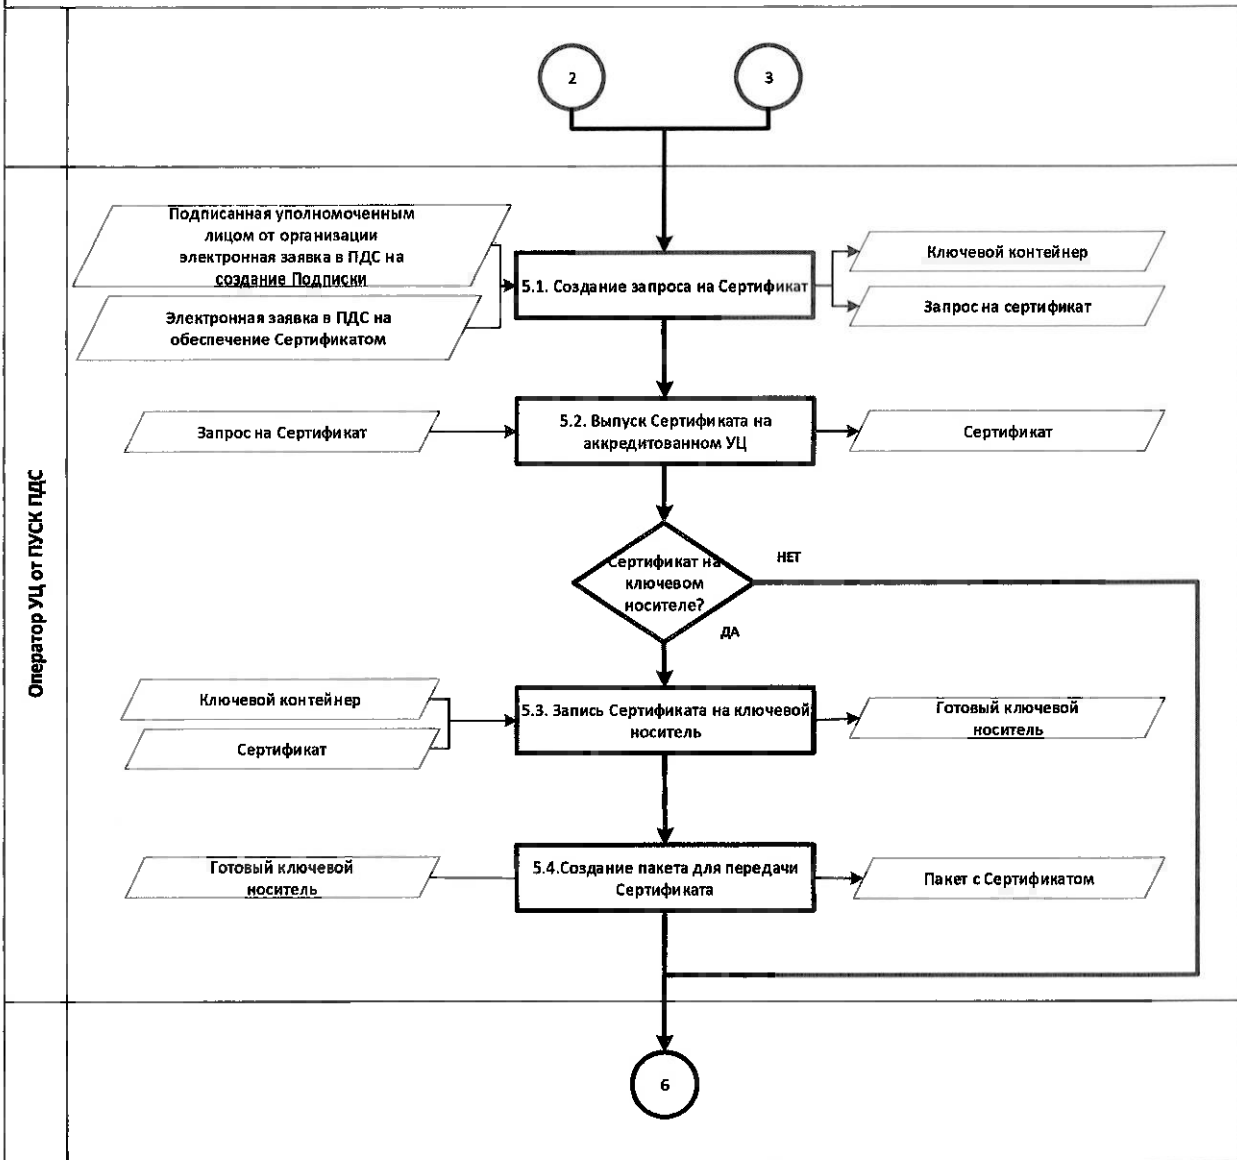 2
3
Подписанная уполномоченным
лицом от организации
электронная заявка в ПДС на
создание Подписки
Электронная заявка в ПДС на
обеспечение Сертификатом
5.1. Создание запроса на Сертификат
Ключевой контейнер
Запрос на сертификат
Запрос на Сертификат
5.2. Выпуск Сертификата на
аккредитованном УЦ
Сертификат
Оператор УЦ от ПУСК ПДС
Сертификат на
ключевом
носителе?
НЕТ
ДА
Ключевой контейнер
Сертификат
5.3. Запись Сертификата на ключевой
носитель
Готовый ключевой
носитель
Готовый ключевой
носитель
5.4.Создание пакета для передачи
Сертификата
Пакет с Сертификатом
6